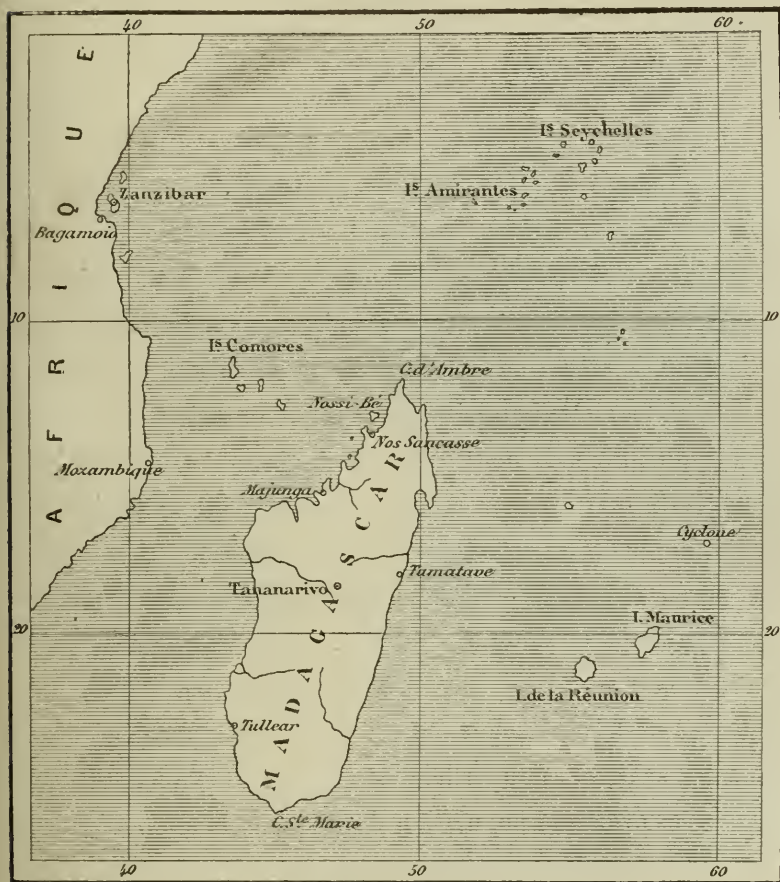 40 50 60
AFRIQUE
Is Seychelles
Is Amirantes
Zanzibar
Bagamoio
10 10
Is Comores
C. d'Ambre
Nossi-Bé
Nos Sancasse
Mozambique
Majunga
MADAGASCAR
Cyclone
Tananarivo
Tamatave
I. Maurice
20 20
I. de la Réunion
Tullear
C. Ste Marie
40 50 60